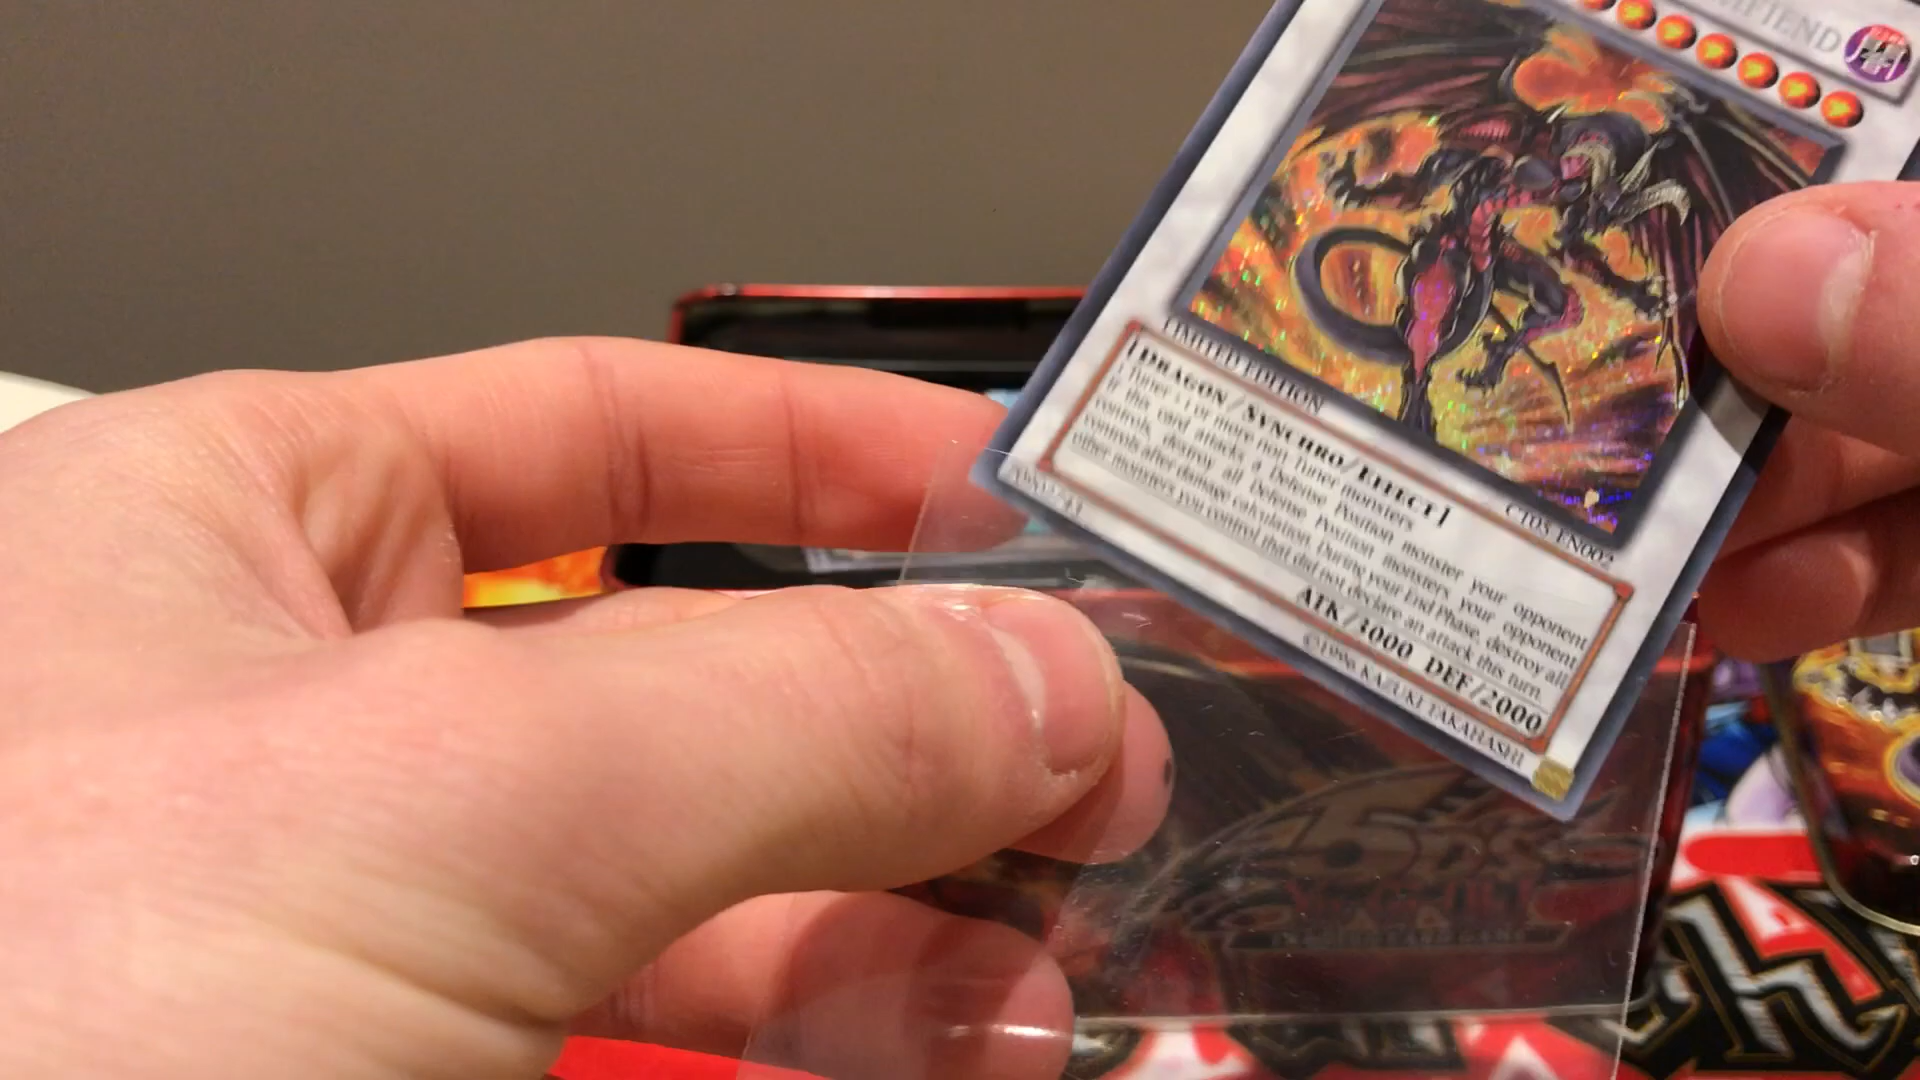 闇
LIMITED EDITION
CT05-EN002
[DRAGON/SYNCHRO/EFFECT]
1 Tuner + 1 or more non-Tuner monsters
If this card attacks a Defense Position monster your opponent
controls, destroy all Defense Position monsters your opponent
controls after damage calculation. During your End Phase, destroy all
other monsters you control that did not declare an attack this turn.
ATK/3000 DEF/2000
©1996 KAZUKI TAKAHASHI
5D's